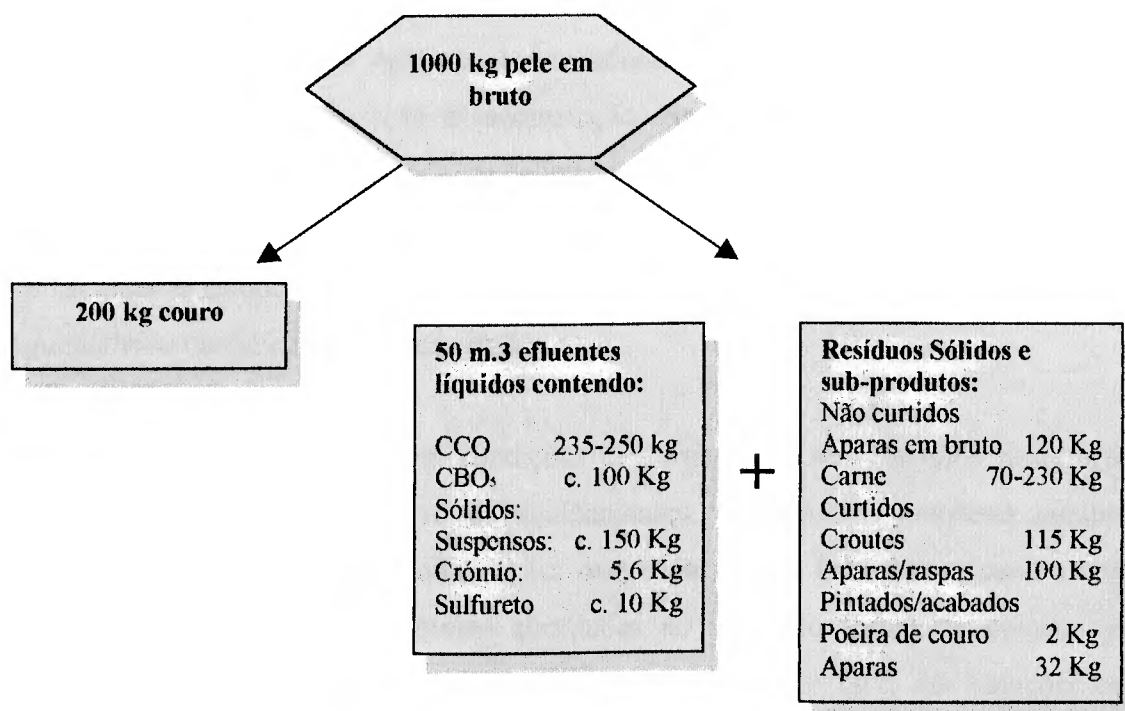 1000 kg pele em
bruto
200 kg couro
50 m.3 efluentes
líquidos contendo:
CCO 235-250 kg
CBO₅ c. 100 Kg
Sólidos:
Suspensos: c. 150 Kg
Crómio: 5,6 Kg
Sulfureto c. 10 Kg
+
Resíduos Sólidos e
sub-produtos:
Não curtidos
Aparas em bruto 120 Kg
Carne 70-230 Kg
Curtidos
Croutes 115 Kg
Aparas/raspas 100 Kg
Pintados/acabados
Poeira de couro 2 Kg
Aparas 32 Kg